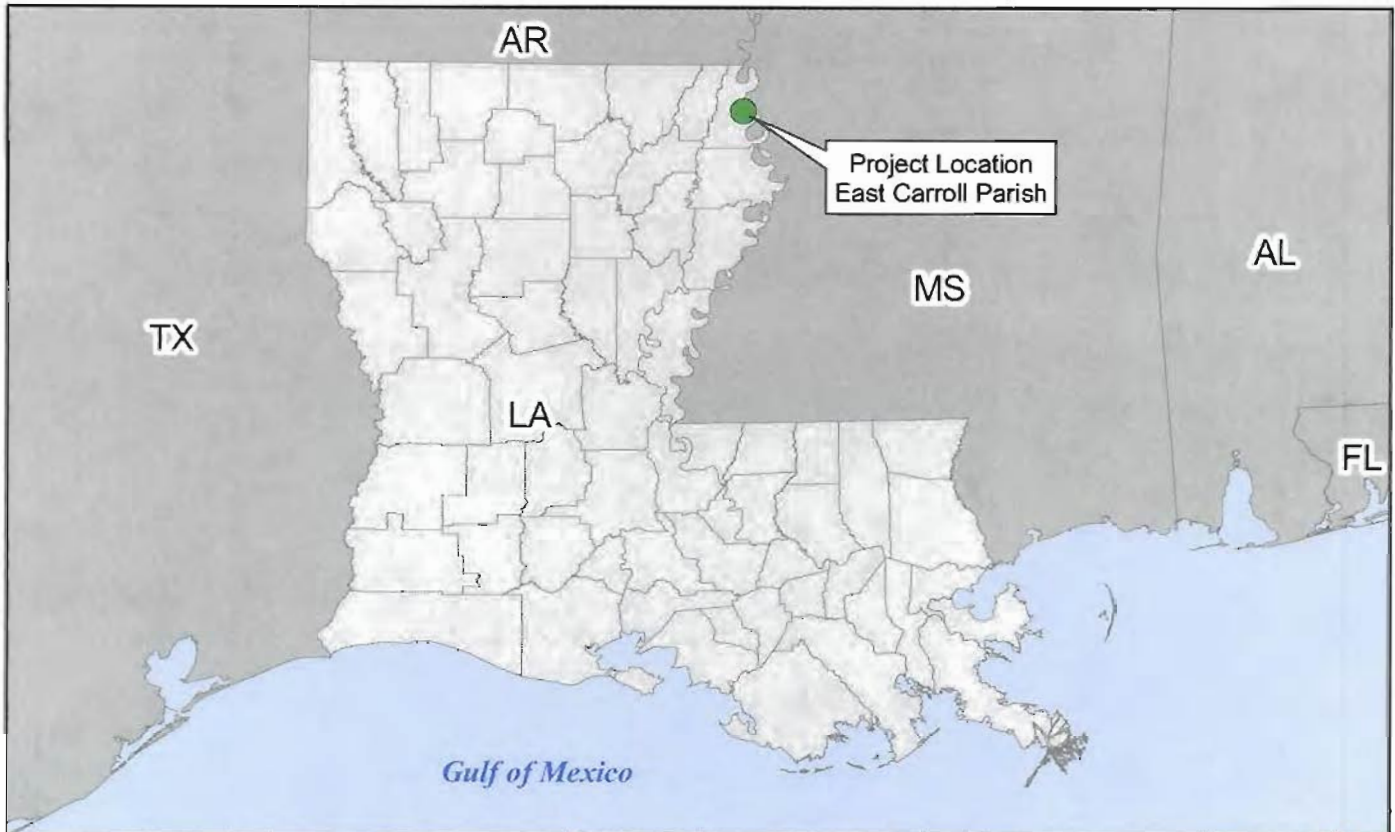 AR
Project Location
East Carroll Parish
AL
MS
TX
LA
FL
Gulf of Mexico